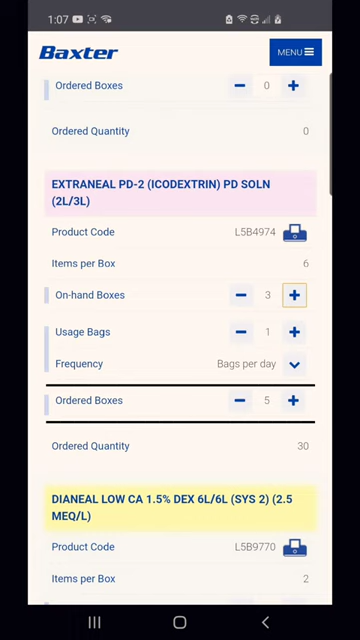 1:07
Baxter
MENU
Ordered Boxes 0
Ordered Quantity 0
EXTRANEAL PD-2 (ICODEXTRIN) PD SOLN
(2L/3L)
Product Code L5B4974
Items per Box 6
On-hand Boxes 3
Usage Bags 1
Frequency Bags per day
Ordered Boxes 5
Ordered Quantity 30
DIANEAL LOW CA 1.5% DEX 6L/6L (SYS 2) (2.5
MEQ/L)
Product Code L5B9770
Items per Box 2